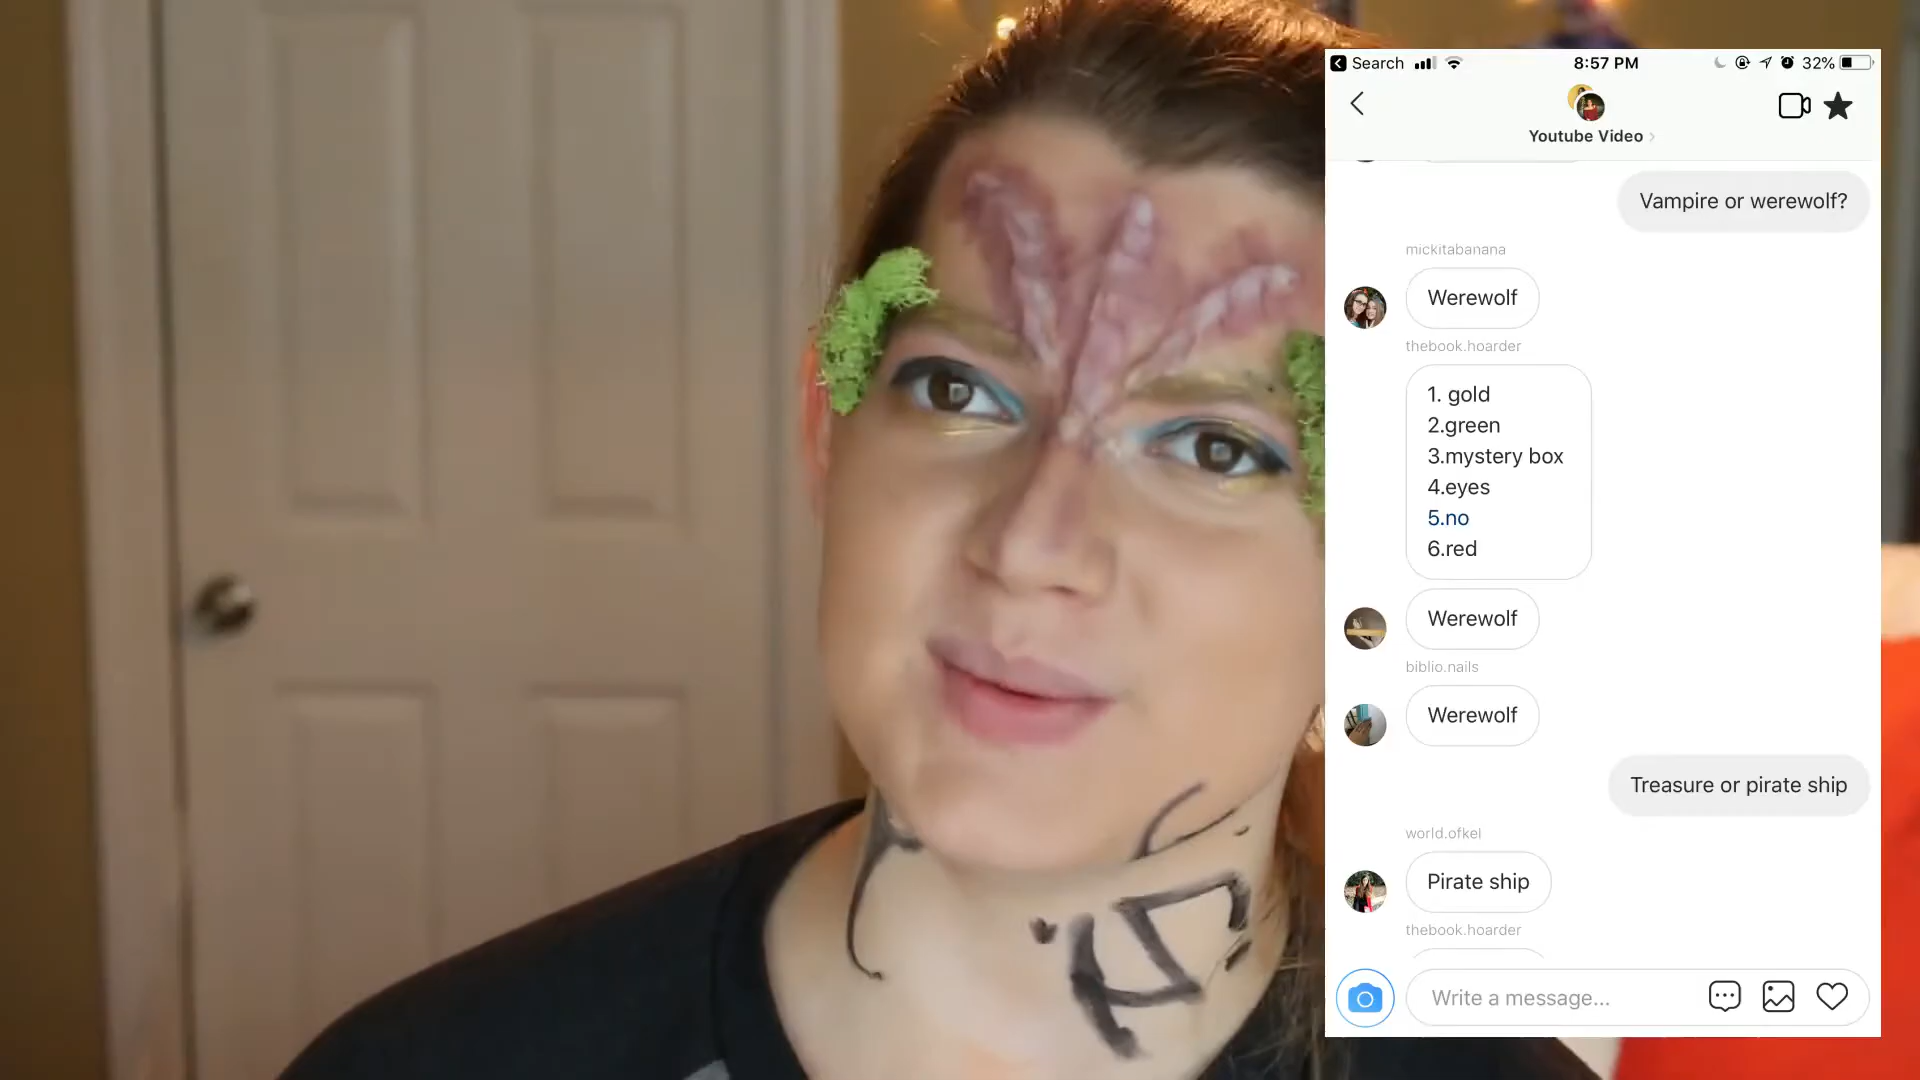 Search
8:57 PM
32%
Youtube Video
Vampire or werewolf?
mickitabanana
Werewolf
thebook.hoarder
1. gold
2.green
3.mystery box
4.eyes
5.no
6.red
Werewolf
biblio.nails
Werewolf
Treasure or pirate ship
world.ofkel
Pirate ship
thebook.hoarder
Write a message...